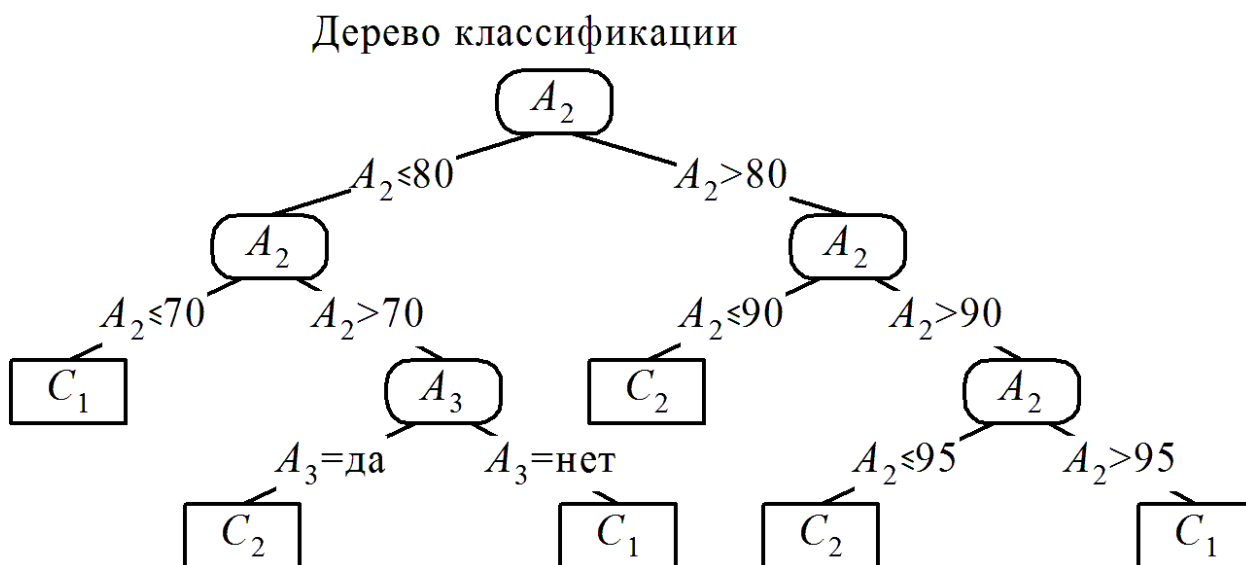 Дерево классификации
A2
A2≤80 A2>80
A2 A2
A2≤70 A2>70 A2≤90 A2>90
C1 A3 C2 A2
A3=да A3=нет A2≤95 A2>95
C2 C1 C2 C1